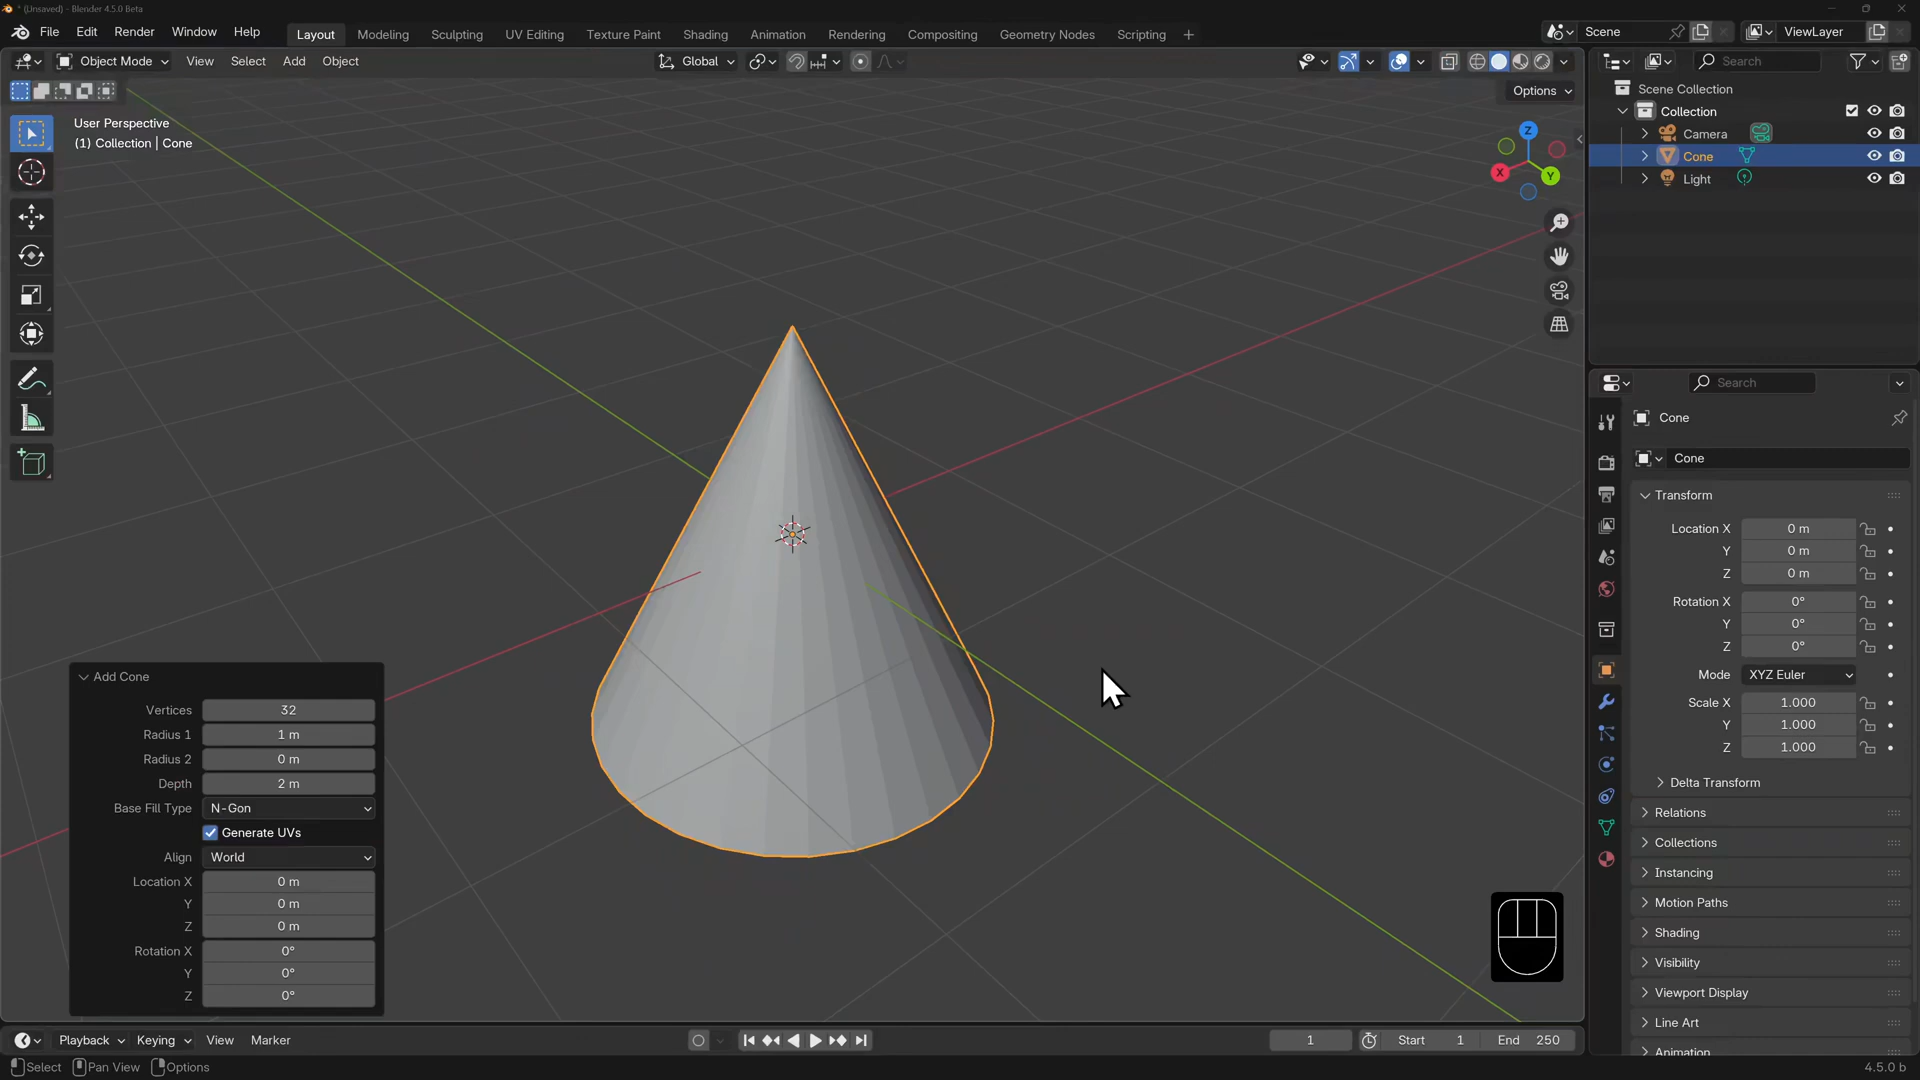 * (Unsaved) - Blender 4.5.0 Beta
File Edit Render Window Help Layout Modeling Sculpting UV Editing Texture Paint Shading Animation Rendering Compositing Geometry Nodes Scripting + Scene ViewLayer
Object Mode View Select Add Object Global Search
Options
User Perspective
(1) Collection | Cone
Z
X
Y
Scene Collection
Collection
Camera
Cone
Light
Search
Cone
Cone
Transform
Location X 0 m
Y 0 m
Z 0 m
Rotation X 0°
Y 0°
Z 0°
Mode XYZ Euler
Scale X 1.000
Y 1.000
Z 1.000
Delta Transform
Relations
Collections
Instancing
Motion Paths
Shading
Visibility
Viewport Display
Line Art
Animation
Add Cone
Vertices 32
Radius 1 1 m
Radius 2 0 m
Depth 2 m
Base Fill Type N-Gon
Generate UVs
Align World
Location X 0 m
Y 0 m
Z 0 m
Rotation X 0°
Y 0°
Z 0°
Playback Keying View Marker 1 Start 1 End 250
Select Pan View Options 4.5.0 b